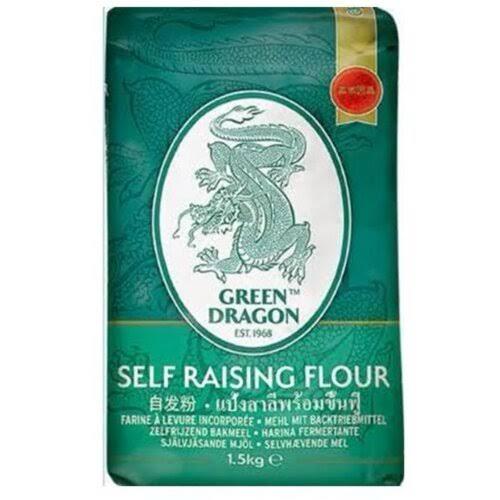 GREEN™
DRAGON
EST. 1968
SELF RAISING FLOUR
自发粉 · แป้งสาลีพร้อมขึ้นฟู
FARINE À LEVURE INCORPORÉE · MEHL MIT BACKTRIEBMITTEL
ZELFRIJZEND BAKMEEL · HARINA FERMENTANTE
SJÄLVJÄSANDE MJÖL · SELVHÆVENDE MEL
1.5kg ℮